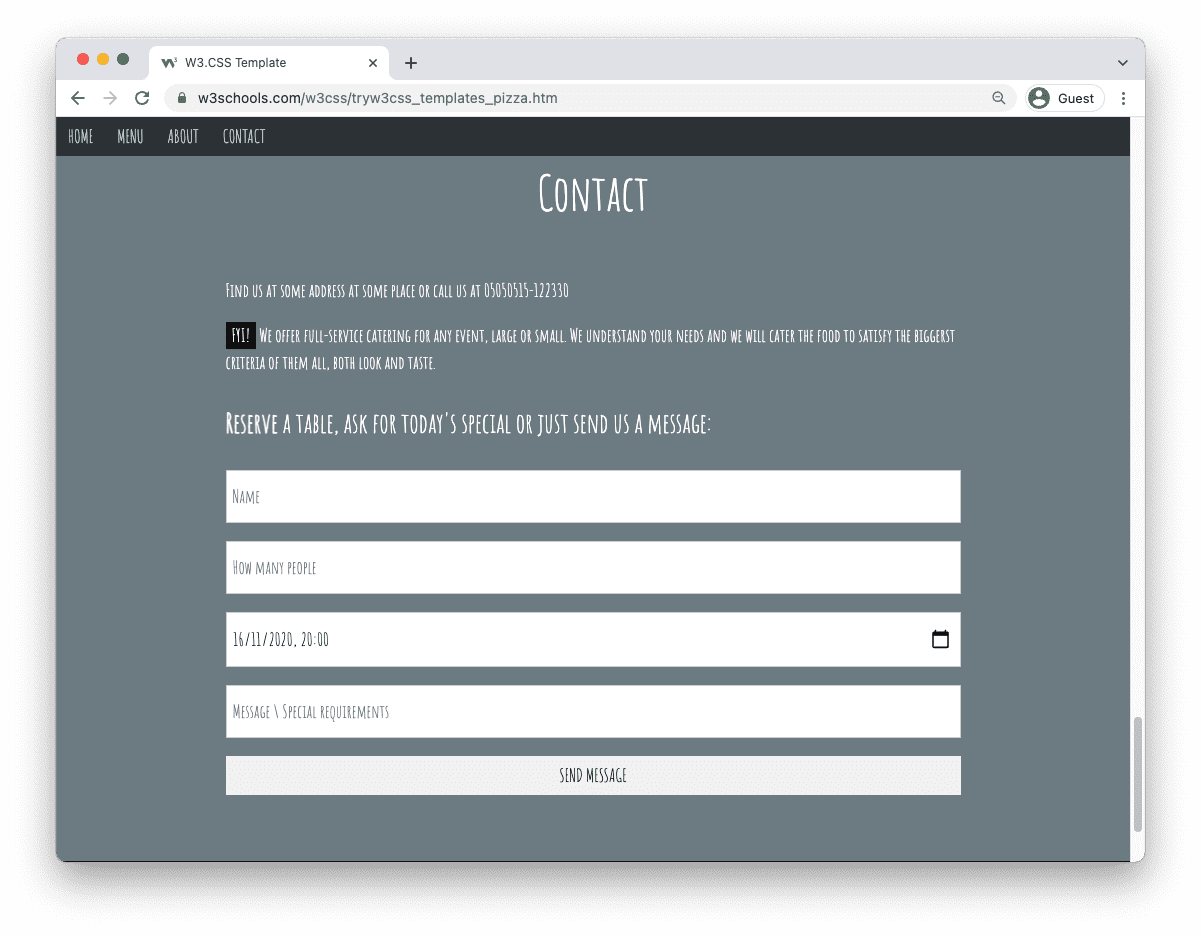 W3.CSS Template
w3schools.com/w3css/tryw3css_templates_pizza.htm
Guest
HOME MENU ABOUT CONTACT
Contact
Find us at some address at some place or call us at 05050515-122330
FYI! We offer full-service catering for any event, large or small. We understand your needs and we will cater the food to satisfy the biggerst
criteria of them all, both look and taste.
Reserve a table, ask for today's special or just send us a message:
Name
How many people
16/11/2020, 20:00
Message \ Special requirements
SEND MESSAGE